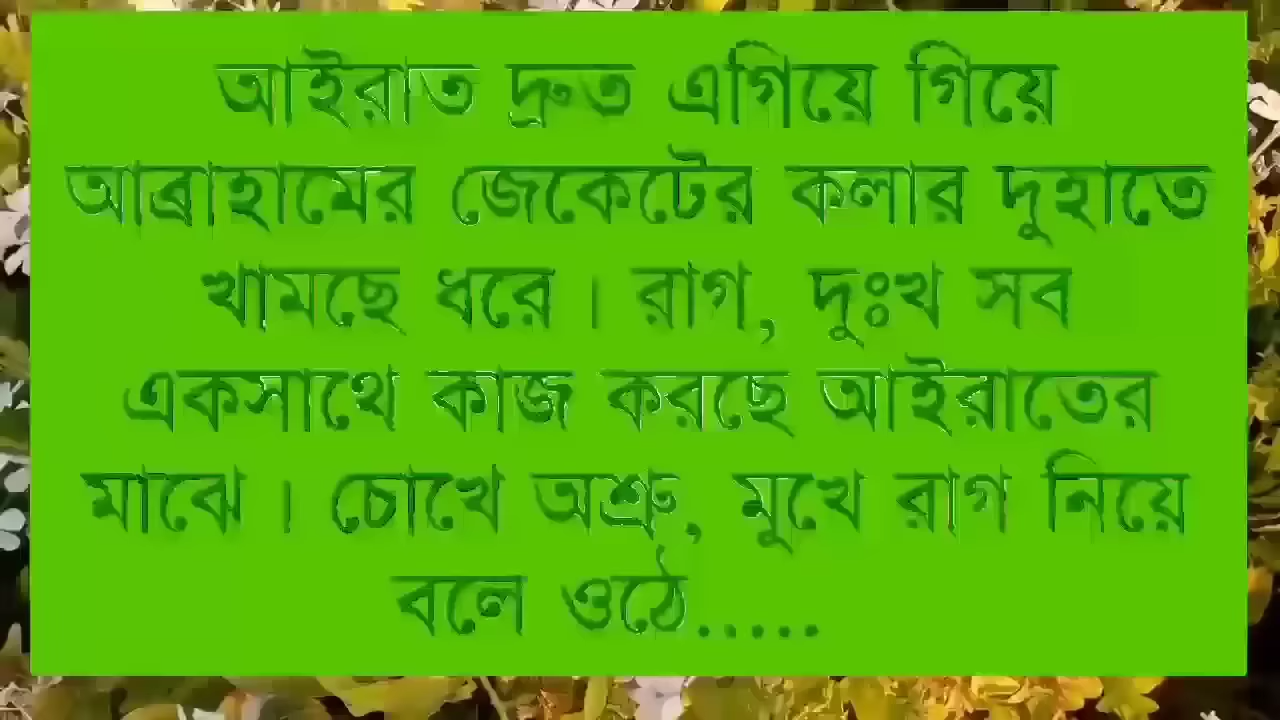 আইরাত দ্রুত এগিয়ে গিয়ে
আব্রাহামের জেকেটের কলার দুহাতে
খামছে ধরে। রাগ, দুঃখ সব
একসাথে কাজ করছে আইরাতের
মাঝে। চোখে অশ্রু, মুখে রাগ নিয়ে
বলে ওঠে.....